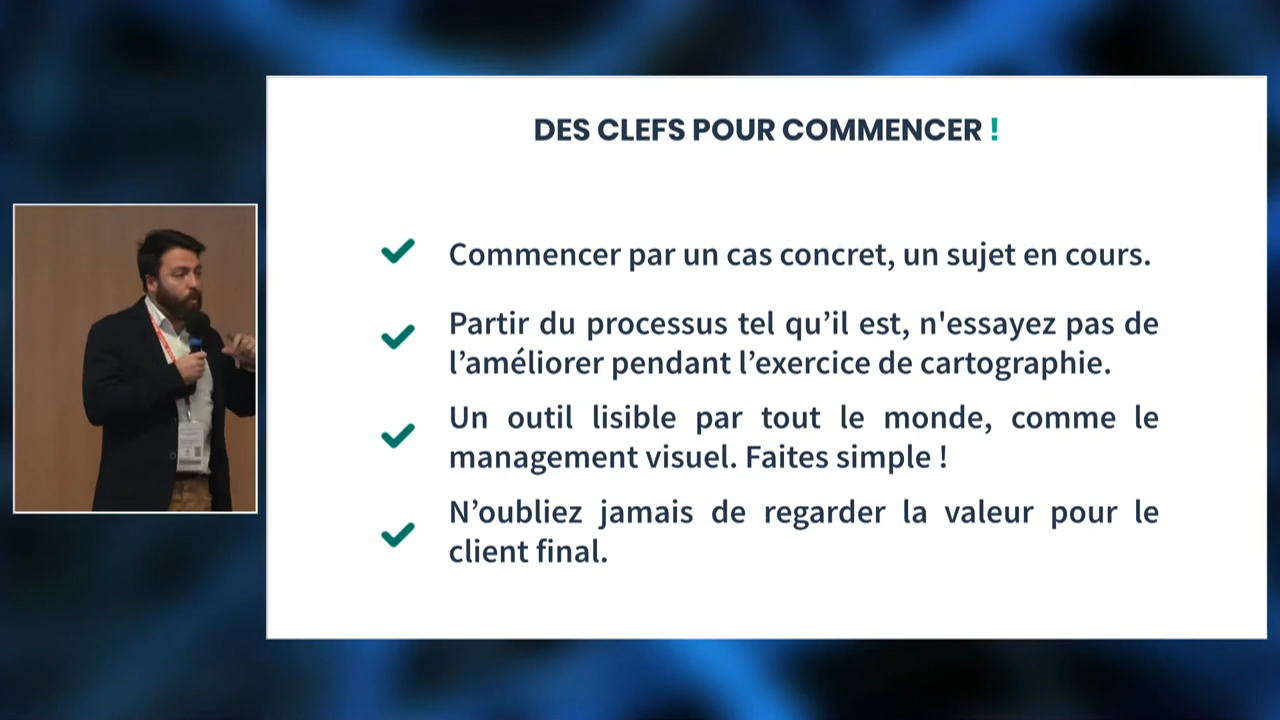 DES CLEFS POUR COMMENCER !
Commencer par un cas concret, un sujet en cours.
Partir du processus tel qu’il est, n'essayez pas de
l’améliorer pendant l’exercice de cartographie.
Un outil lisible par tout le monde, comme le
management visuel. Faites simple !
N’oubliez jamais de regarder la valeur pour le
client final.